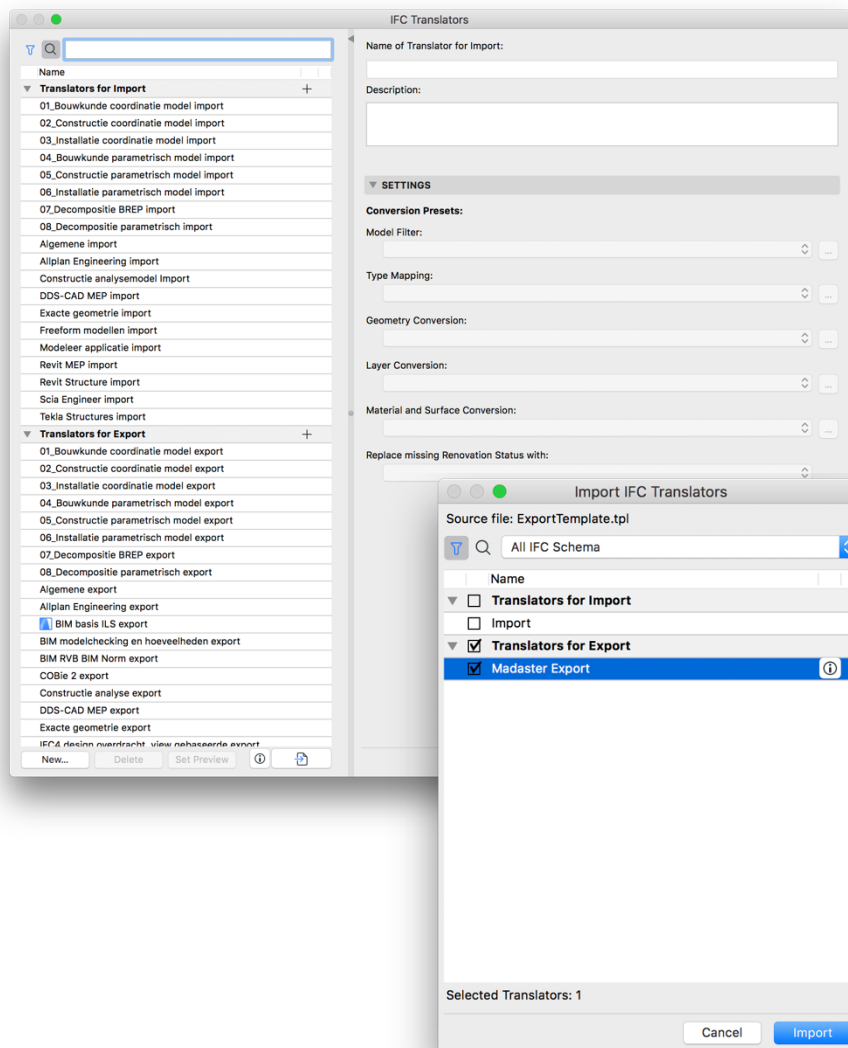 IFC Translators
Name
Translators for Import
01_Bouwkunde coordinatie model import
02_Constructie coordinatie model import
03_Installatie coordinatie model import
04_Bouwkunde parametrisch model import
05_Constructie parametrisch model import
06_Installatie parametrisch model import
07_Decompositie BREP import
08_Decompositie parametrisch import
Algemene import
Allplan Engineering import
Constructie analysemodel Import
DDS-CAD MEP import
Exacte geometrie import
Freeform modellen import
Modeleer applicatie import
Revit MEP import
Revit Structure import
Scia Engineer import
Tekla Structures import
Translators for Export
01_Bouwkunde coordinatie model export
02_Constructie coordinatie model export
03_Installatie coordinatie model export
04_Bouwkunde parametrisch model export
05_Constructie parametrisch model export
06_Installatie parametrisch model export
07_Decompositie BREP export
08_Decompositie parametrisch export
Algemene export
Allplan Engineering export
BIM basis ILS export
BIM modelchecking en hoeveelheden export
BIM RVB BIM Norm export
COBie 2 export
Constructie analyse export
DDS-CAD MEP export
Exacte geometrie export
IFC4 design overdracht, view gebaseerde export
New...
Delete
Set Preview
Name of Translator for Import:
Description:
SETTINGS
Conversion Presets:
Model Filter:
...
Type Mapping:
...
Geometry Conversion:
...
Layer Conversion:
...
Material and Surface Conversion:
...
Replace missing Renovation Status with:
Import IFC Translators
Source file: ExportTemplate.tpl
All IFC Schema
Name
Translators for Import
Import
Translators for Export
Madaster Export
Selected Translators: 1
Cancel
Import